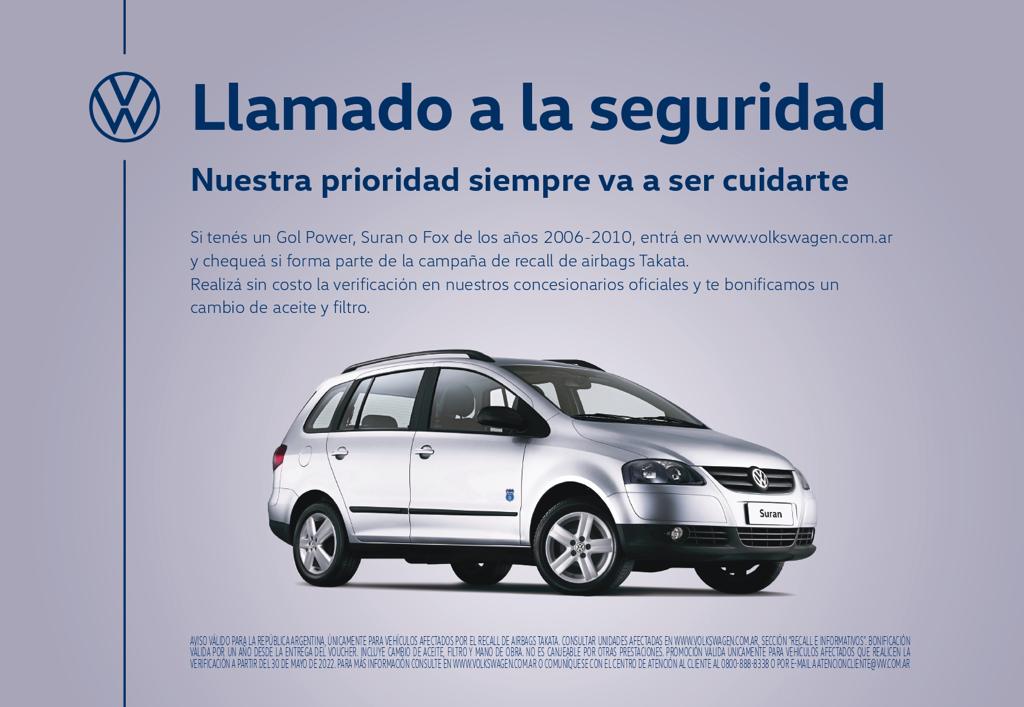 Llamado a la seguridad
Nuestra prioridad siempre va a ser cuidarte
Si tenés un Gol Power, Suran o Fox de los años 2006-2010, entrá en www.volkswagen.com.ar
y chequeá si forma parte de la campaña de recall de airbags Takata.
Realizá sin costo la verificación en nuestros concesionarios oficiales y te bonificamos un
cambio de aceite y filtro.
Suran
AVISO VÁLIDO PARA LA REPÚBLICA ARGENTINA, ÚNICAMENTE PARA VEHÍCULOS AFECTADOS POR EL RECALL DE AIRBAGS TAKATA. CONSULTAR UNIDADES AFECTADAS EN WWW.VOLKSWAGEN.COM.AR, SECCIÓN "RECALL E INFORMATIVOS". BONIFICACIÓN
VÁLIDA POR UN AÑO DESDE LA ENTREGA DEL VOUCHER. INCLUYE CAMBIO DE ACEITE, FILTRO Y MANO DE OBRA. NO ES CANJEABLE POR OTRAS PRESTACIONES. PROMOCIÓN VÁLIDA ÚNICAMENTE PARA VEHÍCULOS AFECTADOS QUE REALICEN LA
VERIFICACIÓN A PARTIR DEL 30 DE MAYO DE 2022. PARA MÁS INFORMACIÓN CONSULTE EN WWW.VOLKSWAGEN.COM.AR O COMUNÍQUESE CON EL CENTRO DE ATENCIÓN AL CLIENTE AL 0800-888-8338 O POR E-MAIL A ATENCIONCLIENTE@VW.COM.AR